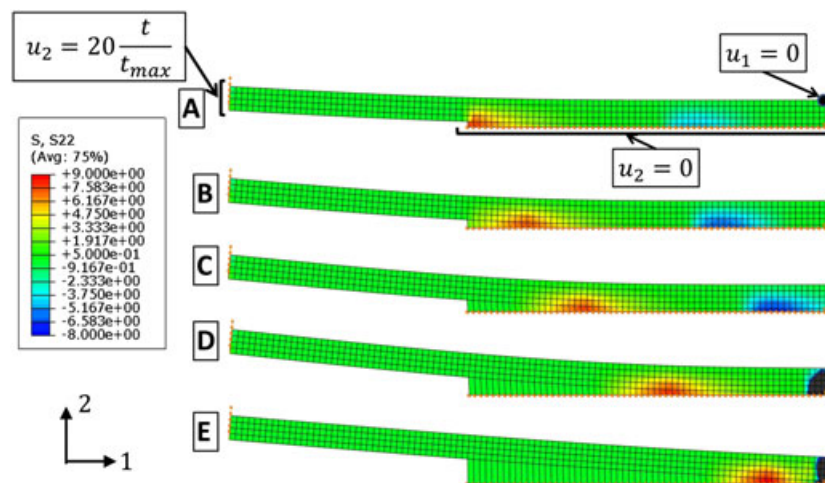 u₂ = 20 t/t_max
u₁ = 0
A
u₂ = 0
S, S22
(Avg: 75%)
+9.000e+00
+7.583e+00
+6.167e+00
+4.750e+00
+3.333e+00
+1.917e+00
+5.000e-01
-9.167e-01
-2.333e+00
-3.750e+00
-5.167e+00
-6.583e+00
-8.000e+00
B
C
D
E
2
1